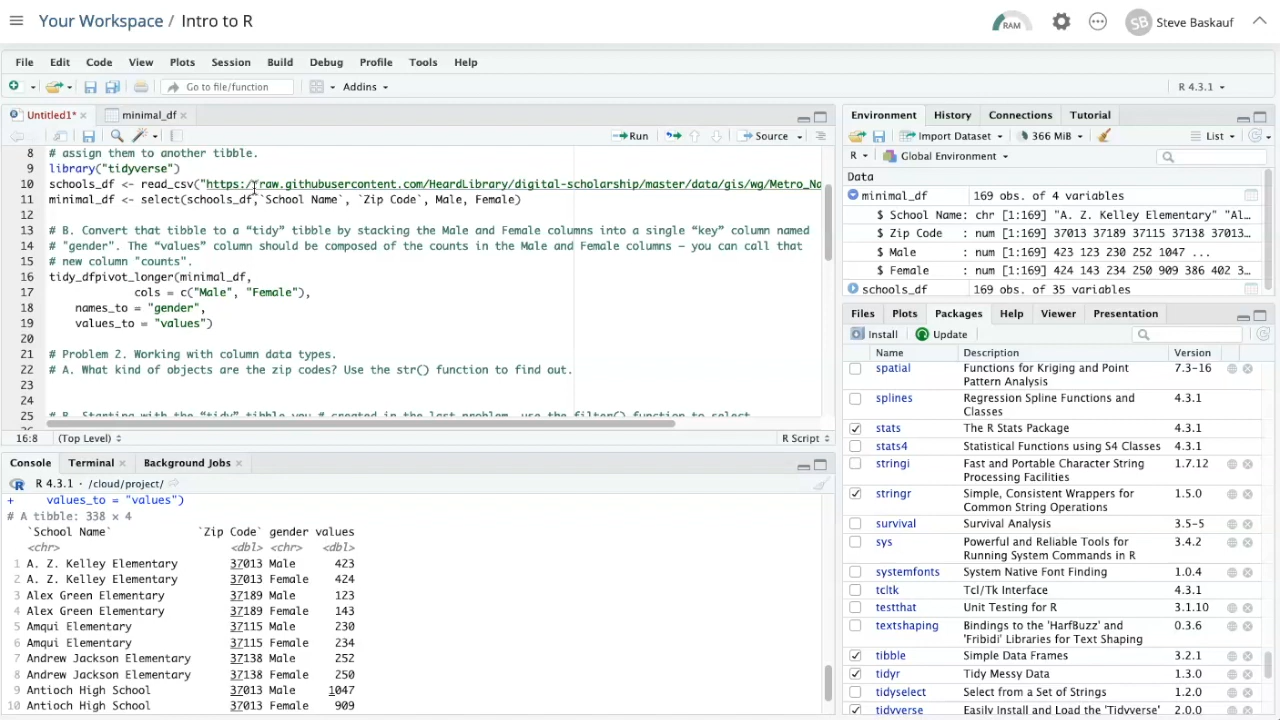 Your Workspace / Intro to R
RAM
SB
Steve Baskauf
File Edit Code View Plots Session Build Debug Profile Tools Help
Go to file/function
Addins
R 4.3.1
Untitled1*
minimal_df
Run
Source
8 # assign them to another tibble.
9 library("tidyverse")
10 schools_df <- read_csv("https://raw.githubusercontent.com/HeardLibrary/digital-scholarship/master/data/gis/wg/Metro_Na
11 minimal_df <- select(schools_df,`School Name`, `Zip Code`, Male, Female)
12
13 # B. Convert that tibble to a “tidy” tibble by stacking the Male and Female columns into a single “key” column named
14 # "gender". The “values” column should be composed of the counts in the Male and Female columns – you can call that
15 # new column "counts".
16 tidy_dfpivot_longer(minimal_df,
17 cols = c("Male", "Female"),
18 names_to = "gender",
19 values_to = "values")
20
21 # Problem 2. Working with column data types.
22 # A. What kind of objects are the zip codes? Use the str() function to find out.
23
24
25 # B. Starting with the “tidy” tibble you # created in the last problem, use the filter() function to select
16:8 (Top Level) R Script
Console Terminal Background Jobs
R 4.3.1 · /cloud/project/
+ values_to = "values")
# A tibble: 338 × 4
`School Name` `Zip Code` gender values
<chr> <dbl> <chr> <dbl>
1 A. Z. Kelley Elementary 37013 Male 423
2 A. Z. Kelley Elementary 37013 Female 424
3 Alex Green Elementary 37189 Male 123
4 Alex Green Elementary 37189 Female 143
5 Amqui Elementary 37115 Male 230
6 Amqui Elementary 37115 Female 234
7 Andrew Jackson Elementary 37138 Male 252
8 Andrew Jackson Elementary 37138 Female 250
9 Antioch High School 37013 Male 1047
10 Antioch High School 37013 Female 909
Environment History Connections Tutorial
Import Dataset
366 MiB
List
R
Global Environment
Data
minimal_df 169 obs. of 4 variables
$ School Name: chr [1:169] "A. Z. Kelley Elementary" "Al…
$ Zip Code : num [1:169] 37013 37189 37115 37138 37013…
$ Male : num [1:169] 423 123 230 252 1047 ...
$ Female : num [1:169] 424 143 234 250 909 386 402 3…
schools_df 169 obs. of 35 variables
Files Plots Packages Help Viewer Presentation
Install Update
Name Description Version
spatial Functions for Kriging and Point Pattern Analysis 7.3-16
splines Regression Spline Functions and Classes 4.3.1
stats The R Stats Package 4.3.1
stats4 Statistical Functions using S4 Classes 4.3.1
stringi Fast and Portable Character String Processing Facilities 1.7.12
stringr Simple, Consistent Wrappers for Common String Operations 1.5.0
survival Survival Analysis 3.5-5
sys Powerful and Reliable Tools for Running System Commands in R 3.4.2
systemfonts System Native Font Finding 1.0.4
tcltk Tcl/Tk Interface 4.3.1
testthat Unit Testing for R 3.1.10
textshaping Bindings to the 'HarfBuzz' and 'Fribidi' Libraries for Text Shaping 0.3.6
tibble Simple Data Frames 3.2.1
tidyr Tidy Messy Data 1.3.0
tidyselect Select from a Set of Strings 1.2.0
tidyverse Easily Install and Load the 'Tidyverse' 2.0.0